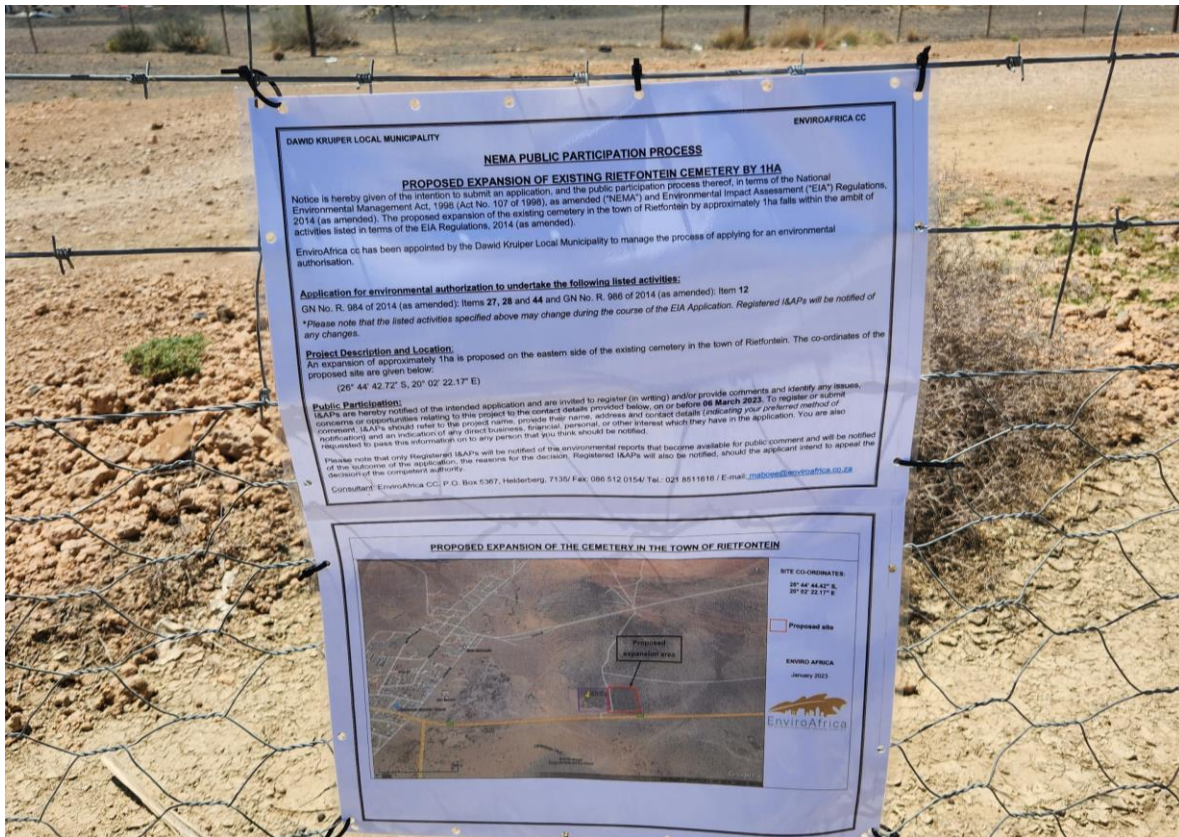 DAWID KRUIPER LOCAL MUNICIPALITY
ENVIROAFRICA CC
NEMA PUBLIC PARTICIPATION PROCESS
PROPOSED EXPANSION OF EXISTING RIETFONTEIN CEMETERY BY 1HA
Notice is hereby given of the intention to submit an application, and the public participation process thereof, in terms of the National
Environmental Management Act, 1998 (Act No. 107 of 1998), as amended ("NEMA") and Environmental Impact Assessment ("EIA") Regulations,
2014 (as amended). The proposed expansion of the existing cemetery in the town of Rietfontein by approximately 1ha falls within the ambit of
activities listed in terms of the EIA Regulations, 2014 (as amended).
EnviroAfrica cc has been appointed by the Dawid Kruiper Local Municipality to manage the process of applying for an environmental
authorisation.
Application for environmental authorization to undertake the following listed activities:
GN No. R. 984 of 2014 (as amended): Items 27, 28 and 44 and GN No. R. 986 of 2014 (as amended): Item 12
*Please note that the listed activities specified above may change during the course of the EIA Application. Registered I&APs will be notified of
any changes.
Project Description and Location:
An expansion of approximately 1ha is proposed on the eastern side of the existing cemetery in the town of Rietfontein. The co-ordinates of the
proposed site are given below:
(26° 44' 42.72" S, 20° 02' 22.17" E)
Public Participation:
I&APs are hereby notified of the intended application and are invited to register (in writing) and/or provide comments and identify any issues,
concerns or opportunities relating to this project to the contact details provided below, on or before 06 March 2023. To register or submit
comment, I&APs should refer to the project name, provide their name, address and contact details (indicating your preferred method of
notification) and an indication of any direct business, financial, personal, or other interest which they have in the application. You are also
requested to pass this information on to any person that you think should be notified.
Please note that only Registered I&APs will be notified of the environmental reports that become available for public comment and will be notified
of the outcome of the application, the reasons for the decision. Registered I&APs will also be notified, should the applicant intend to appeal the
decision of the competent authority.
Consultant: EnviroAfrica CC, P.O. Box 5367, Helderberg, 7135/ Fax: 086 512 0154/ Tel.: 021 8511616 / E-mail: mabqee@enviroafrica.co.za
PROPOSED EXPANSION OF THE CEMETERY IN THE TOWN OF RIETFONTEIN
SITE CO-ORDINATES:
26° 44' 44.42" S,
20° 02' 22.17" E
Proposed site
Proposed
expansion area
ENVIRO AFRICA
January 2023
EnviroAfrica